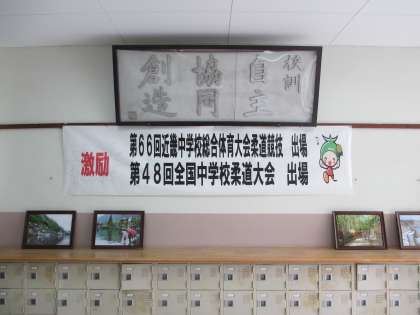 校訓
自主
協同
創造
激励
第66回近畿中学校総合体育大会柔道競技 出場
第48回全国中学校柔道大会 出場